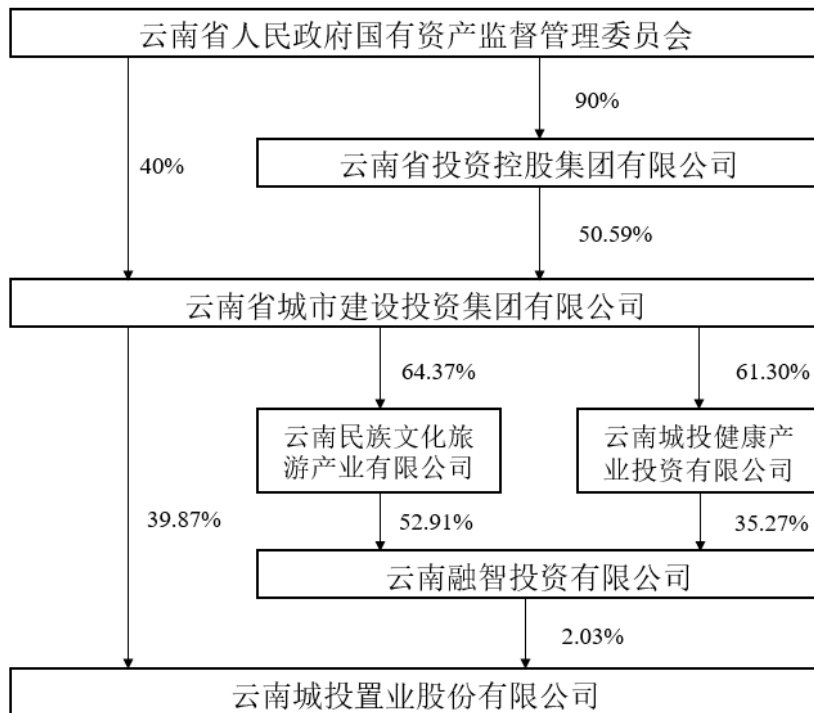 云南省人民政府国有资产监督管理委员会
90%
40%
云南省投资控股集团有限公司
50.59%
云南省城市建设投资集团有限公司
64.37%
61.30%
云南民族文化旅
游产业有限公司
云南城投健康产
业投资有限公司
39.87%
52.91%
35.27%
云南融智投资有限公司
2.03%
云南城投置业股份有限公司